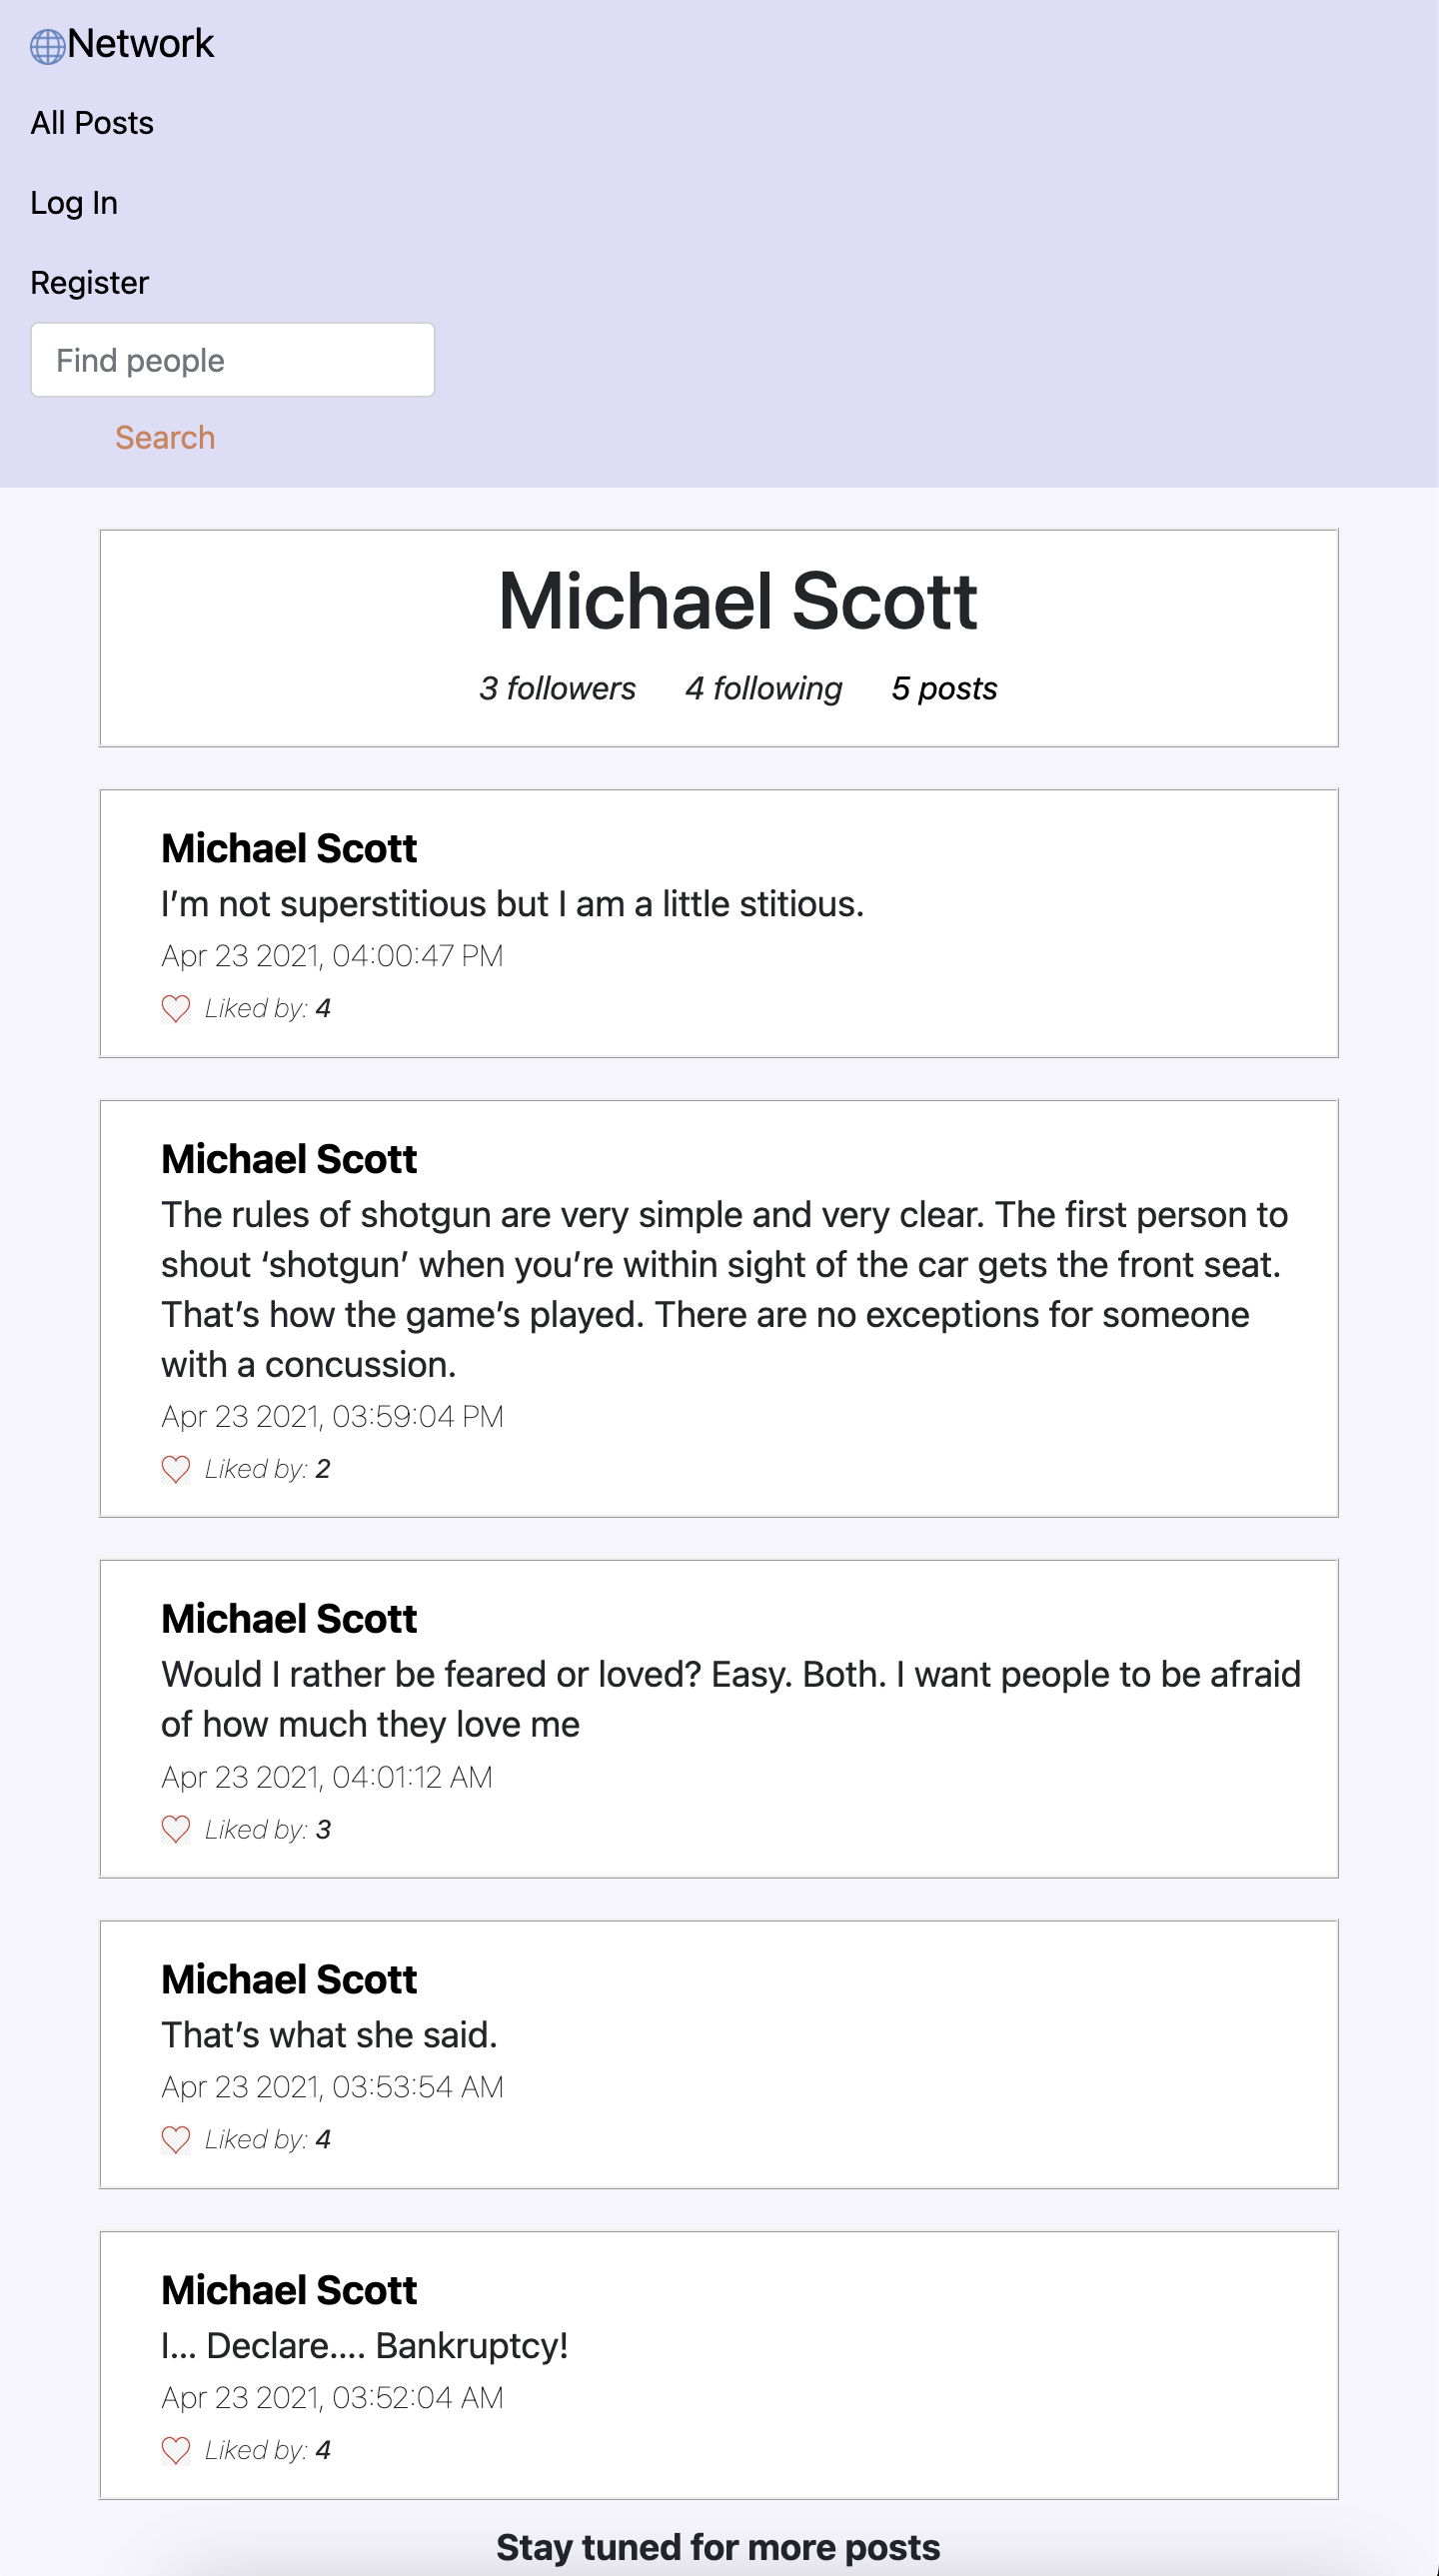 Network
All Posts
Log In
Register
Find people
Search
Michael Scott
3 followers 4 following 5 posts
Michael Scott
I’m not superstitious but I am a little stitious.
Apr 23 2021, 04:00:47 PM
Liked by: 4
Michael Scott
The rules of shotgun are very simple and very clear. The first person to
shout ‘shotgun’ when you’re within sight of the car gets the front seat.
That’s how the game’s played. There are no exceptions for someone
with a concussion.
Apr 23 2021, 03:59:04 PM
Liked by: 2
Michael Scott
Would I rather be feared or loved? Easy. Both. I want people to be afraid
of how much they love me
Apr 23 2021, 04:01:12 AM
Liked by: 3
Michael Scott
That’s what she said.
Apr 23 2021, 03:53:54 AM
Liked by: 4
Michael Scott
I... Declare.... Bankruptcy!
Apr 23 2021, 03:52:04 AM
Liked by: 4
Stay tuned for more posts